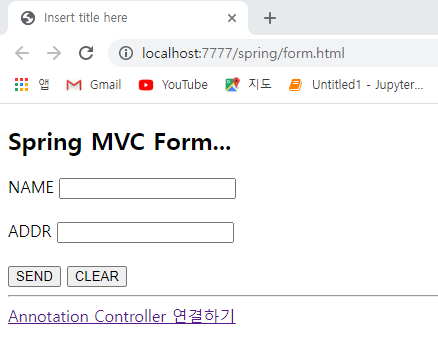 Insert title here
localhost:7777/spring/form.html
앱 Gmail YouTube 지도 Untitled1 - Jupyter...
Spring MVC Form...
NAME
ADDR
SEND CLEAR
Annotation Controller 연결하기